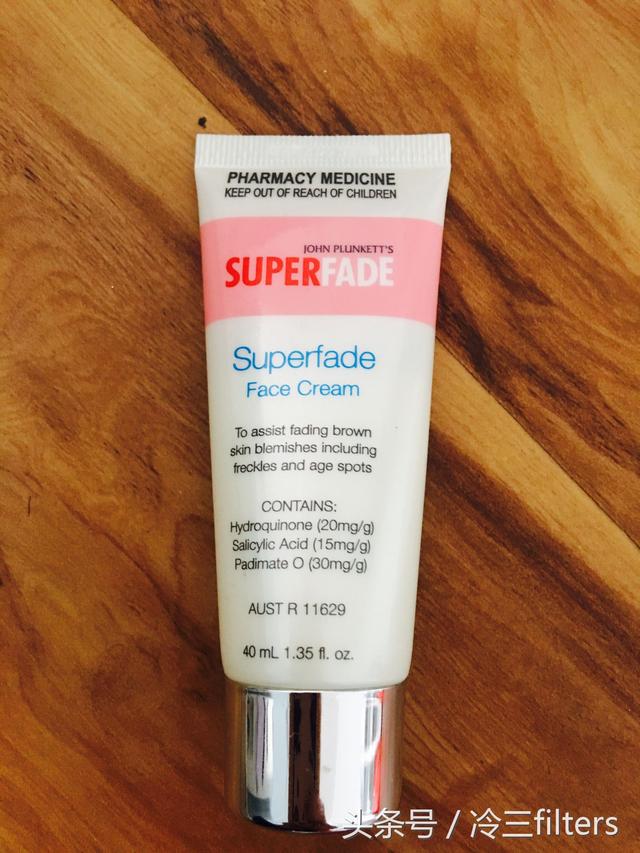 PHARMACY MEDICINE
KEEP OUT OF REACH OF CHILDREN
JOHN PLUNKETT'S
SUPERFADE
Superfade
Face Cream
To assist fading brown
skin blemishes including
freckles and age spots
CONTAINS:
Hydroquinone (20mg/g)
Salicylic Acid (15mg/g)
Padimate O (30mg/g)
AUST R 11629
40 mL 1.35 fl. oz.
头条号 / 冷三filters